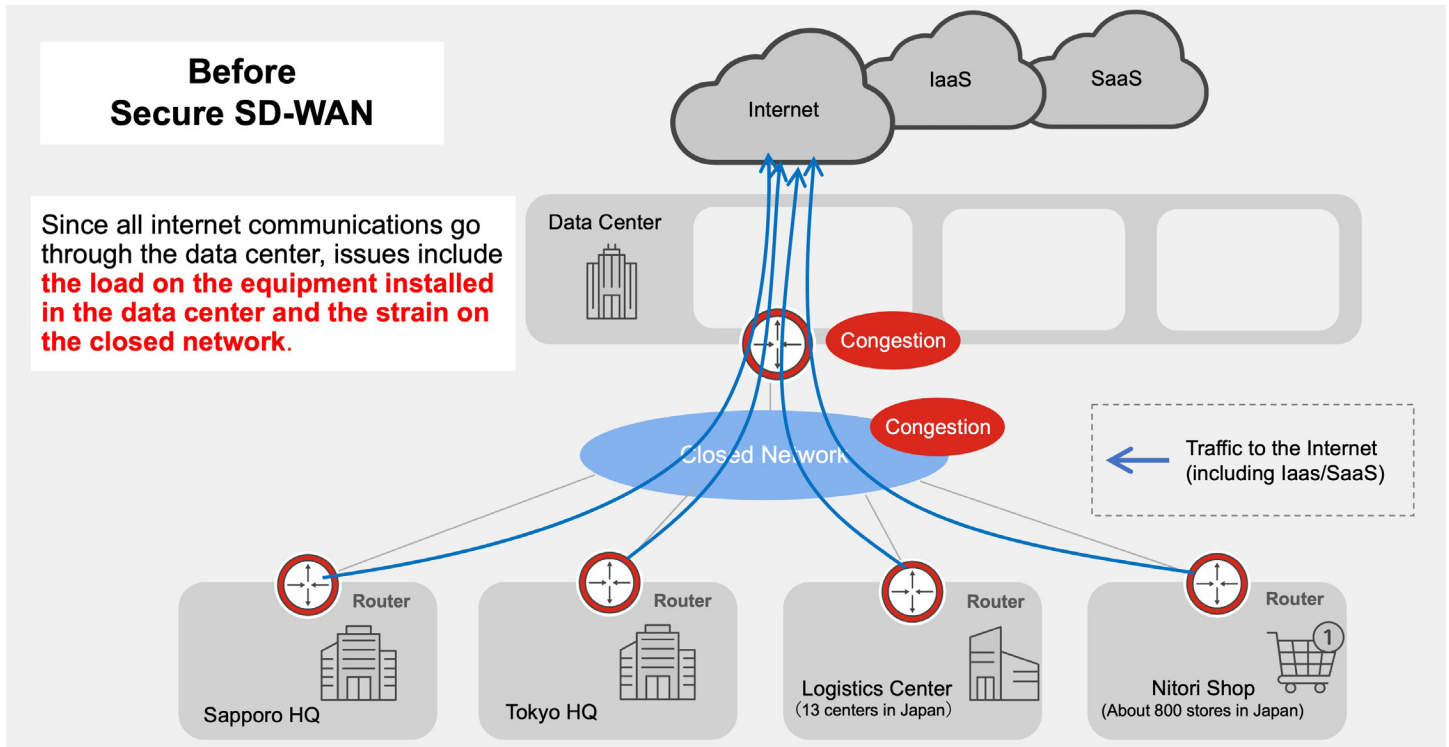 Before
Secure SD-WAN
Internet
IaaS
SaaS
Since all internet communications go
through the data center, issues include
the load on the equipment installed
in the data center and the strain on
the closed network.
Data Center
Congestion
Congestion
Closed Network
Traffic to the Internet
(including Iaas/SaaS)
Router
Sapporo HQ
Router
Tokyo HQ
Router
Logistics Center
(13 centers in Japan)
Router
1
Nitori Shop
(About 800 stores in Japan)